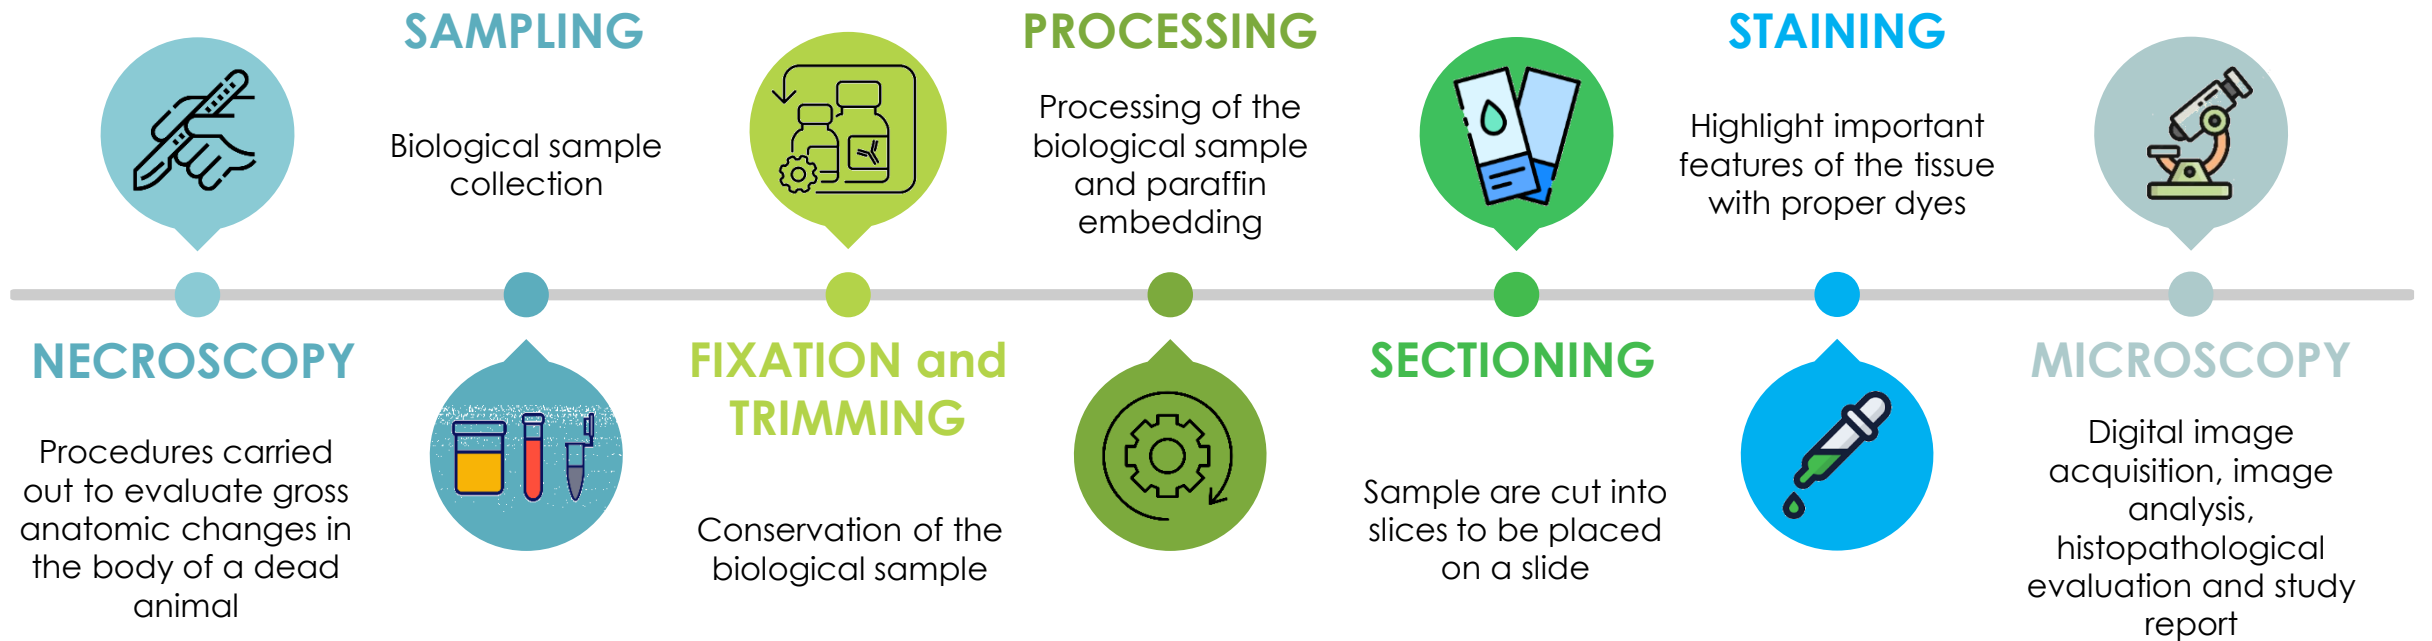 NECROSCOPY
Procedures carried
out to evaluate gross
anatomic changes in
the body of a dead
animal
SAMPLING
Biological sample
collection
FIXATION and
TRIMMING
Conservation of the
biological sample
PROCESSING
Processing of the
biological sample
and paraffin
embedding
SECTIONING
Sample are cut into
slices to be placed
on a slide
STAINING
Highlight important
features of the tissue
with proper dyes
MICROSCOPY
Digital image
acquisition, image
analysis,
histopathological
evaluation and study
report